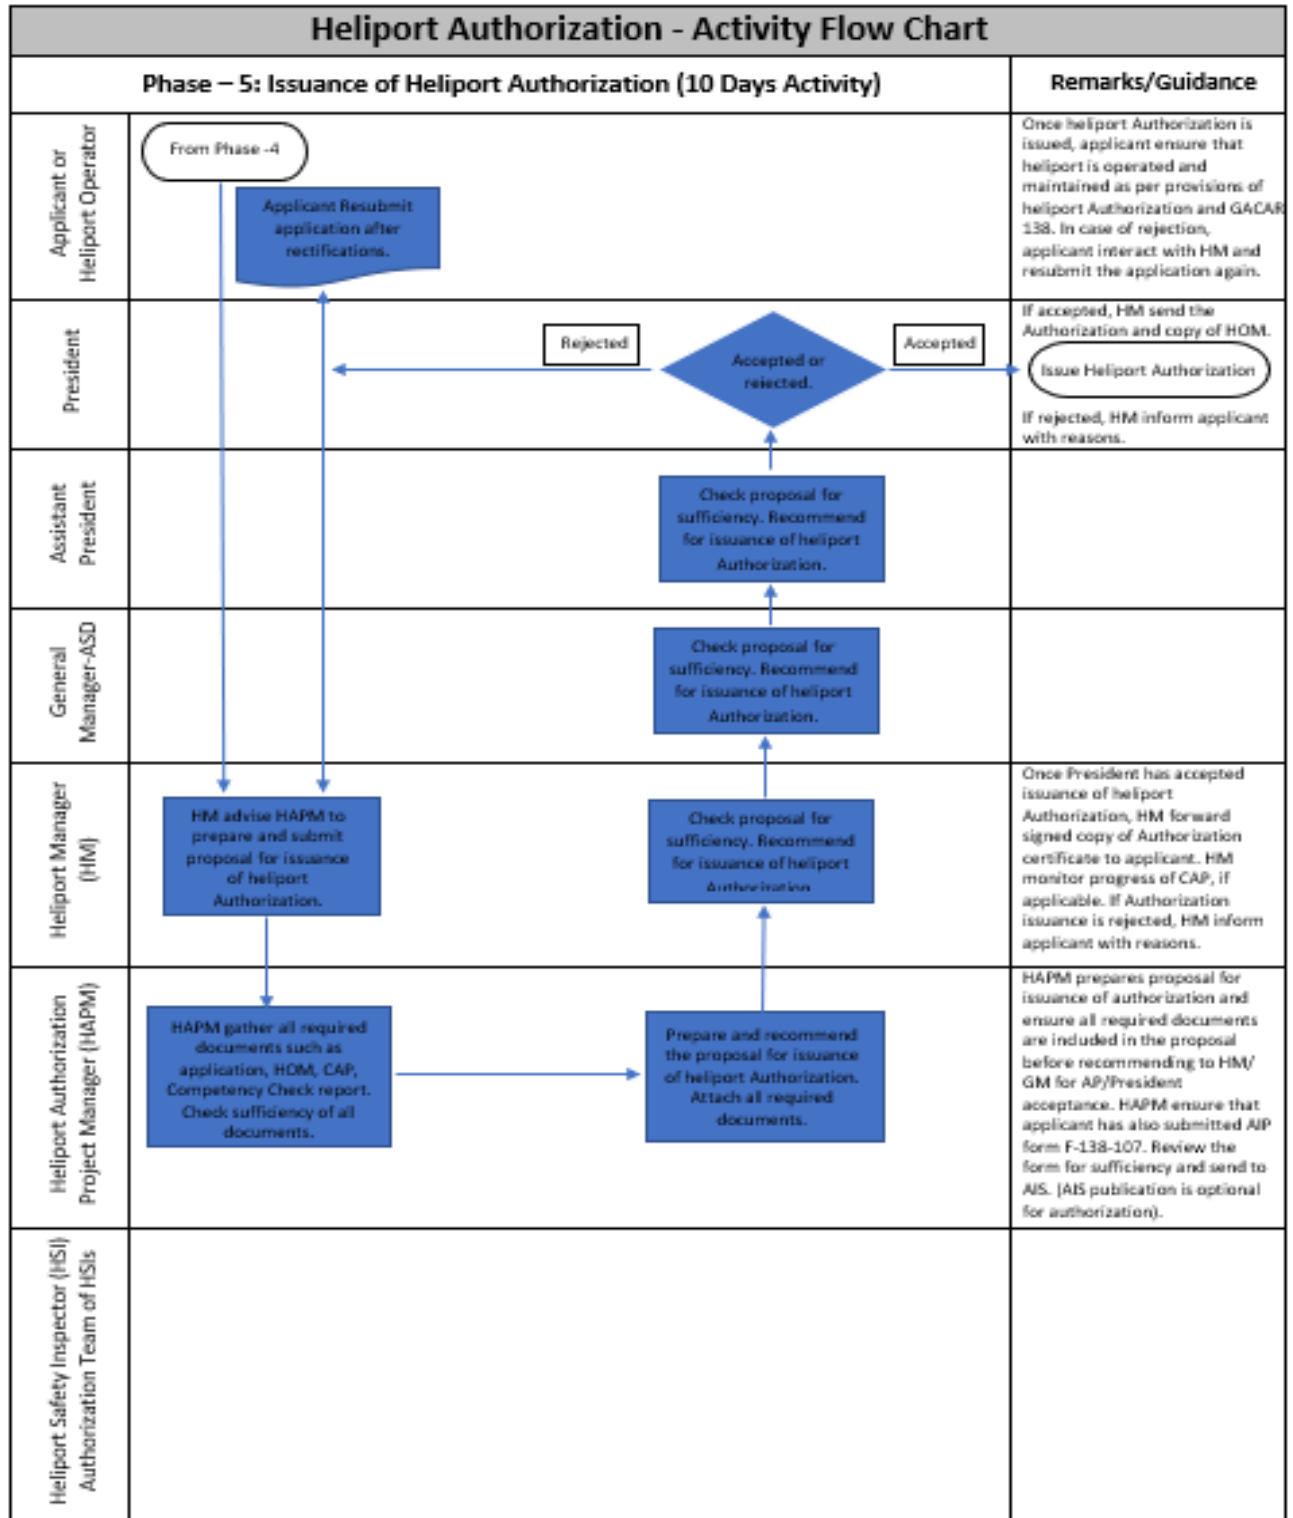 Heliport Authorization - Activity Flow Chart
Phase – 5: Issuance of Heliport Authorization (10 Days Activity)
Remarks/Guidance
Applicant or
Heliport Operator
From Phase -4
Applicant Resubmit
application after
rectifications.
Once heliport Authorization is
issued, applicant ensure that
heliport is operated and
maintained as per provisions of
heliport Authorization and GACAR
138. In case of rejection,
applicant interact with HM and
resubmit the application again.
President
Rejected
Accepted or
rejected.
Accepted
If accepted, HM send the
Authorization and copy of HOM.
Issue Heliport Authorization
If rejected, HM inform applicant
with reasons.
Assistant
President
Check proposal for
sufficiency. Recommend
for issuance of heliport
Authorization.
General
Manager-ASD
Check proposal for
sufficiency. Recommend
for issuance of heliport
Authorization.
Heliport Manager
(HM)
HM advise HAPM to
prepare and submit
proposal for issuance
of heliport
Authorization.
Check proposal for
sufficiency. Recommend
for issuance of heliport
Authorization
Once President has accepted
issuance of heliport
Authorization, HM forward
signed copy of Authorization
certificate to applicant. HM
monitor progress of CAP, if
applicable. If Authorization
issuance is rejected, HM inform
applicant with reasons.
Heliport Authorization
Project Manager (HAPM)
HAPM gather all required
documents such as
application, HOM, CAP,
Competency Check report.
Check sufficiency of all
documents.
Prepare and recommend
the proposal for issuance
of heliport Authorization.
Attach all required
documents.
HAPM prepares proposal for
issuance of authorization and
ensure all required documents
are included in the proposal
before recommending to HM/
GM for AP/President
acceptance. HAPM ensure that
applicant has also submitted AIP
form F-138-107. Review the
form for sufficiency and send to
AIS. (AIS publication is optional
for authorization).
Heliport Safety Inspector (HSI)
Authorization Team of HSIs